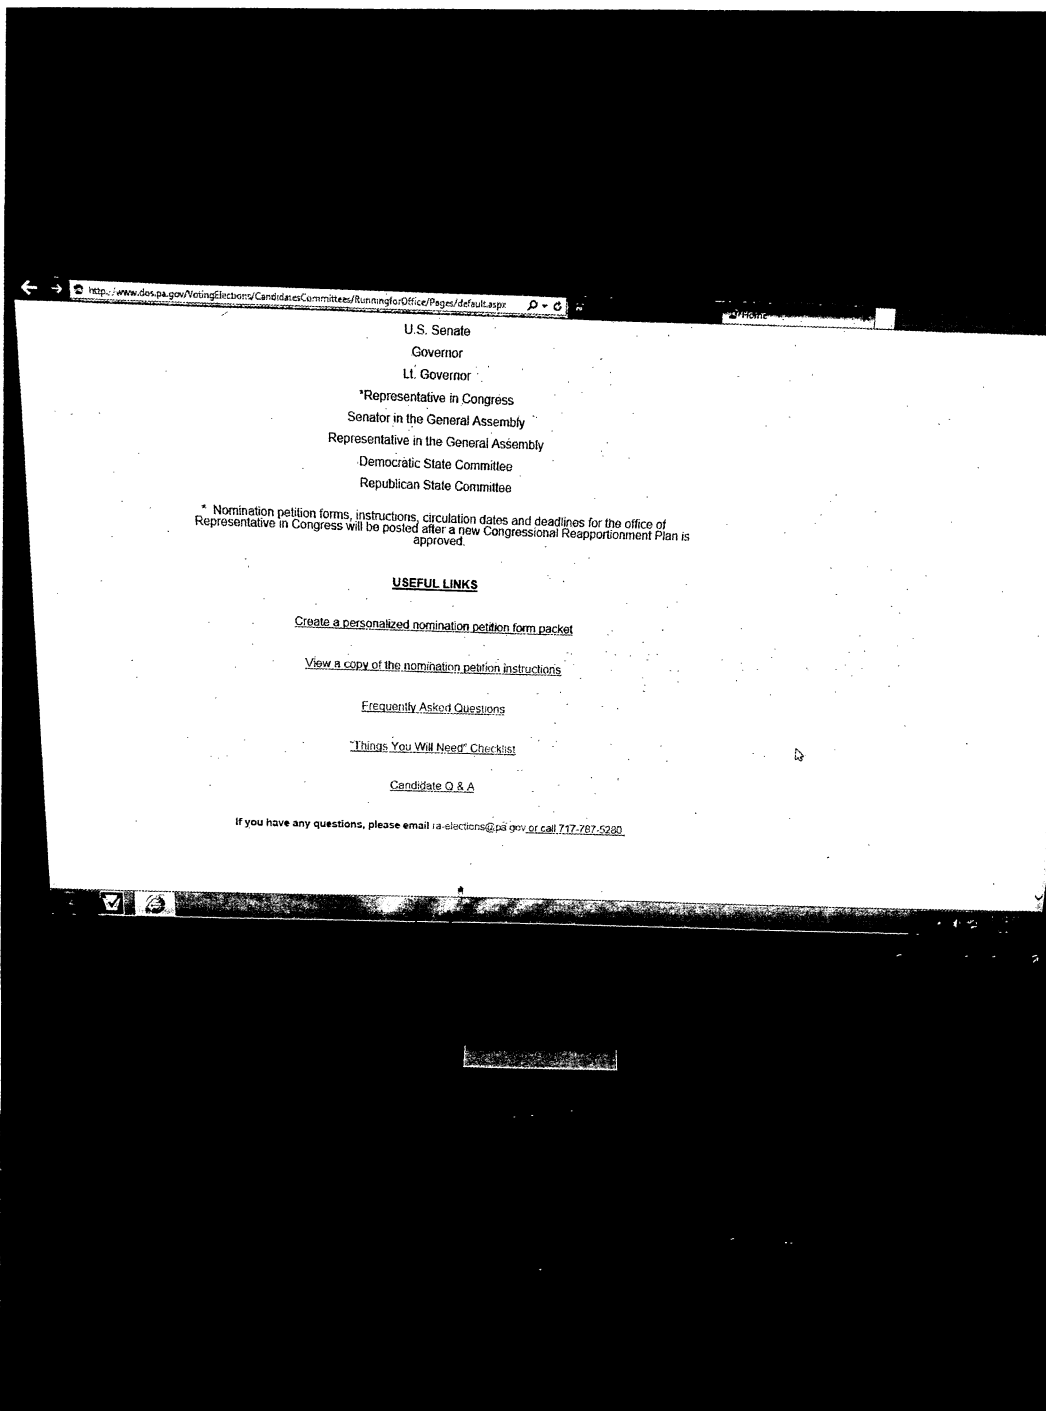 http://www.dos.pa.gov/VotingElections/CandidatesCommittees/RunningforOffice/Pages/default.aspx
Home
U.S. Senate
Governor
Lt. Governor
*Representative in Congress
Senator in the General Assembly
Representative in the General Assembly
Democratic State Committee
Republican State Committee
* Nomination petition forms, instructions, circulation dates and deadlines for the office of
Representative in Congress will be posted after a new Congressional Reapportionment Plan is
approved.
USEFUL LINKS
Create a personalized nomination petition form packet
View a copy of the nomination petition instructions
Frequently Asked Questions
"Things You Will Need" Checklist
Candidate Q & A
If you have any questions, please email ra-elections@pa.gov or call 717-787-5280